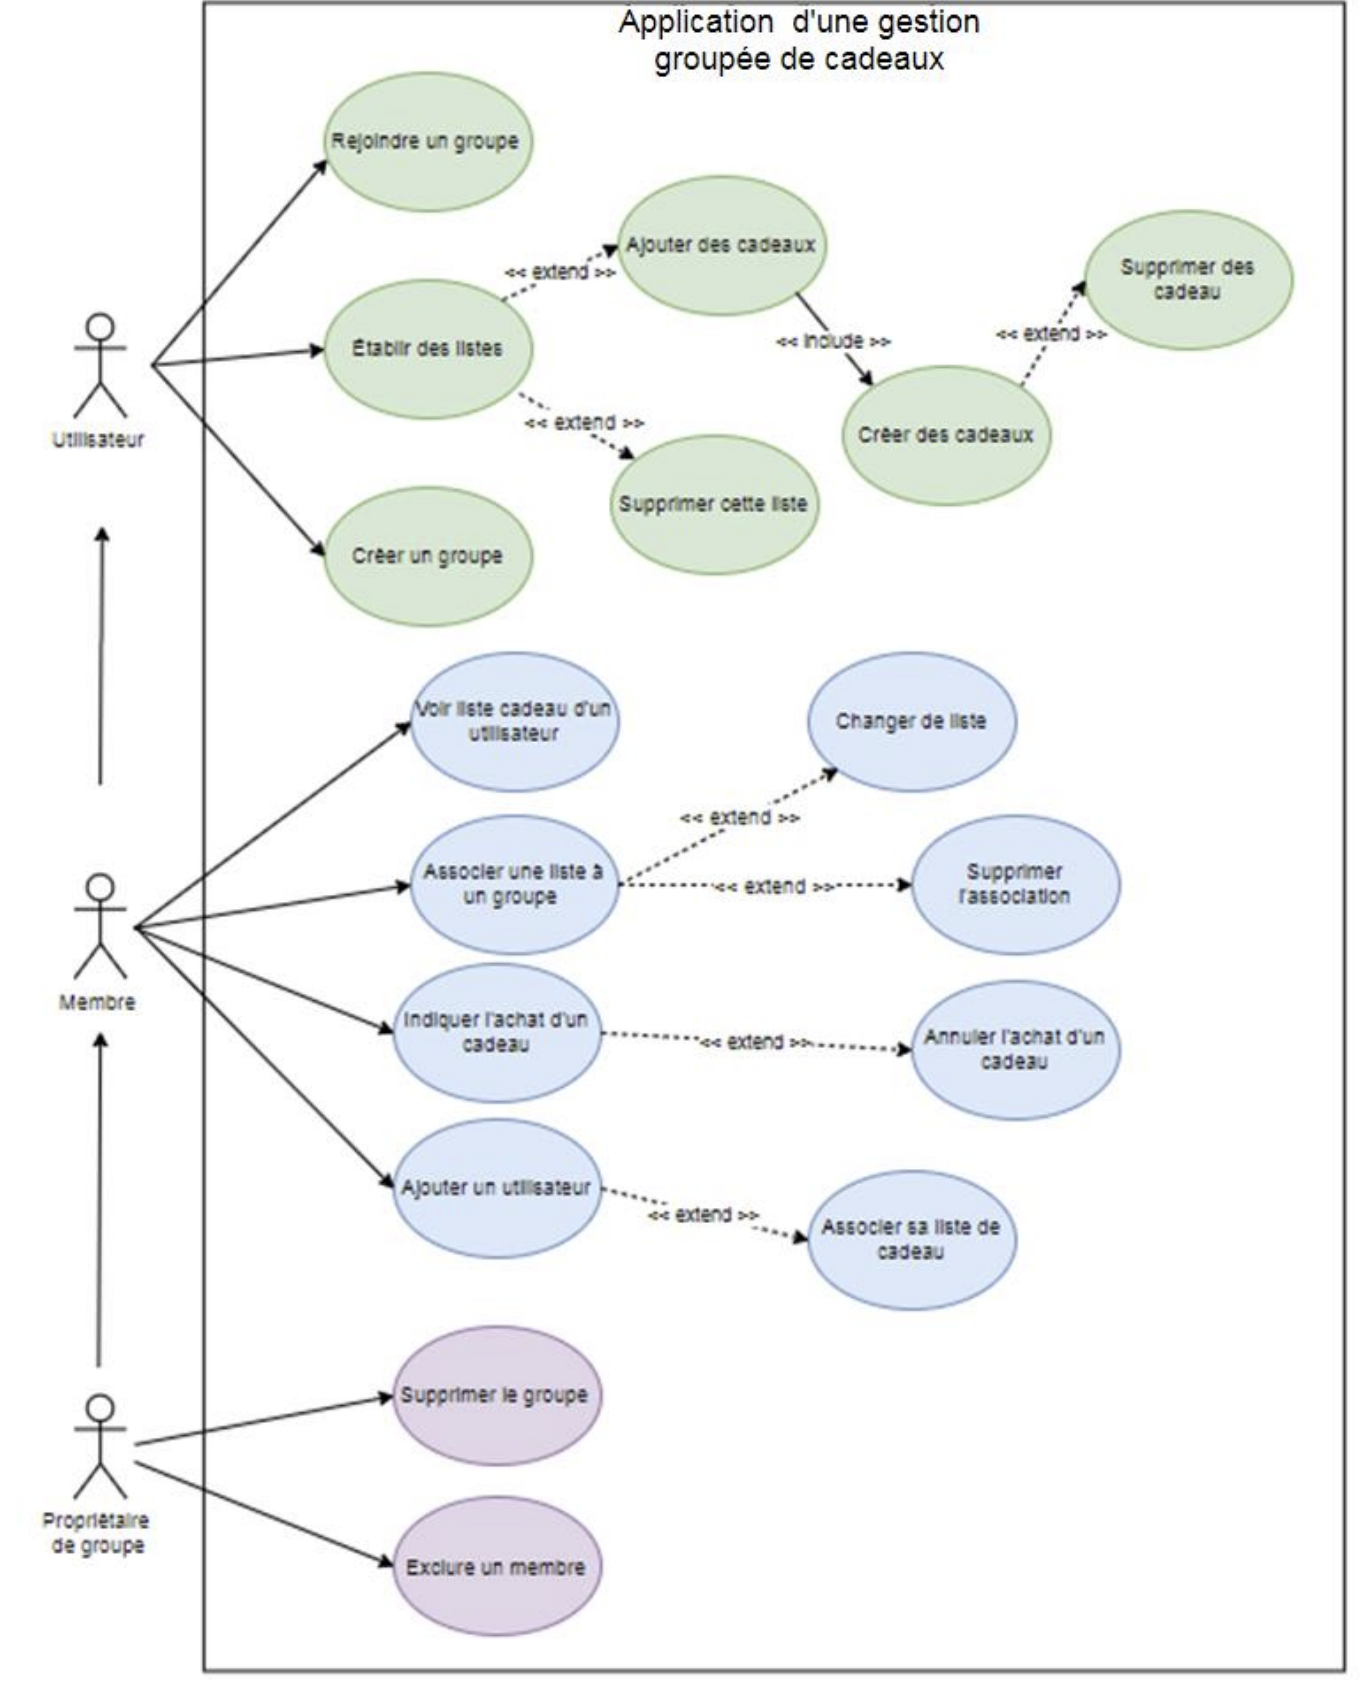 Application d'une gestion
groupée de cadeaux
Rejoindre un groupe
Ajouter des cadeaux
Supprimer des
cadeau
<< extend >>
<< include >>
<< extend >>
Établir des listes
Utilisateur
<< extend >>
Créer des cadeaux
Supprimer cette liste
Créer un groupe
Voir liste cadeau d'un
utilisateur
Changer de liste
<< extend >>
Associer une liste à
un groupe
<< extend >>
Supprimer
l'association
Membre
Indiquer l'achat d'un
cadeau
<< extend >>
Annuler l'achat d'un
cadeau
Ajouter un utilisateur
<< extend >>
Associer sa liste de
cadeau
Supprimer le groupe
Propriétaire
de groupe
Exclure un membre